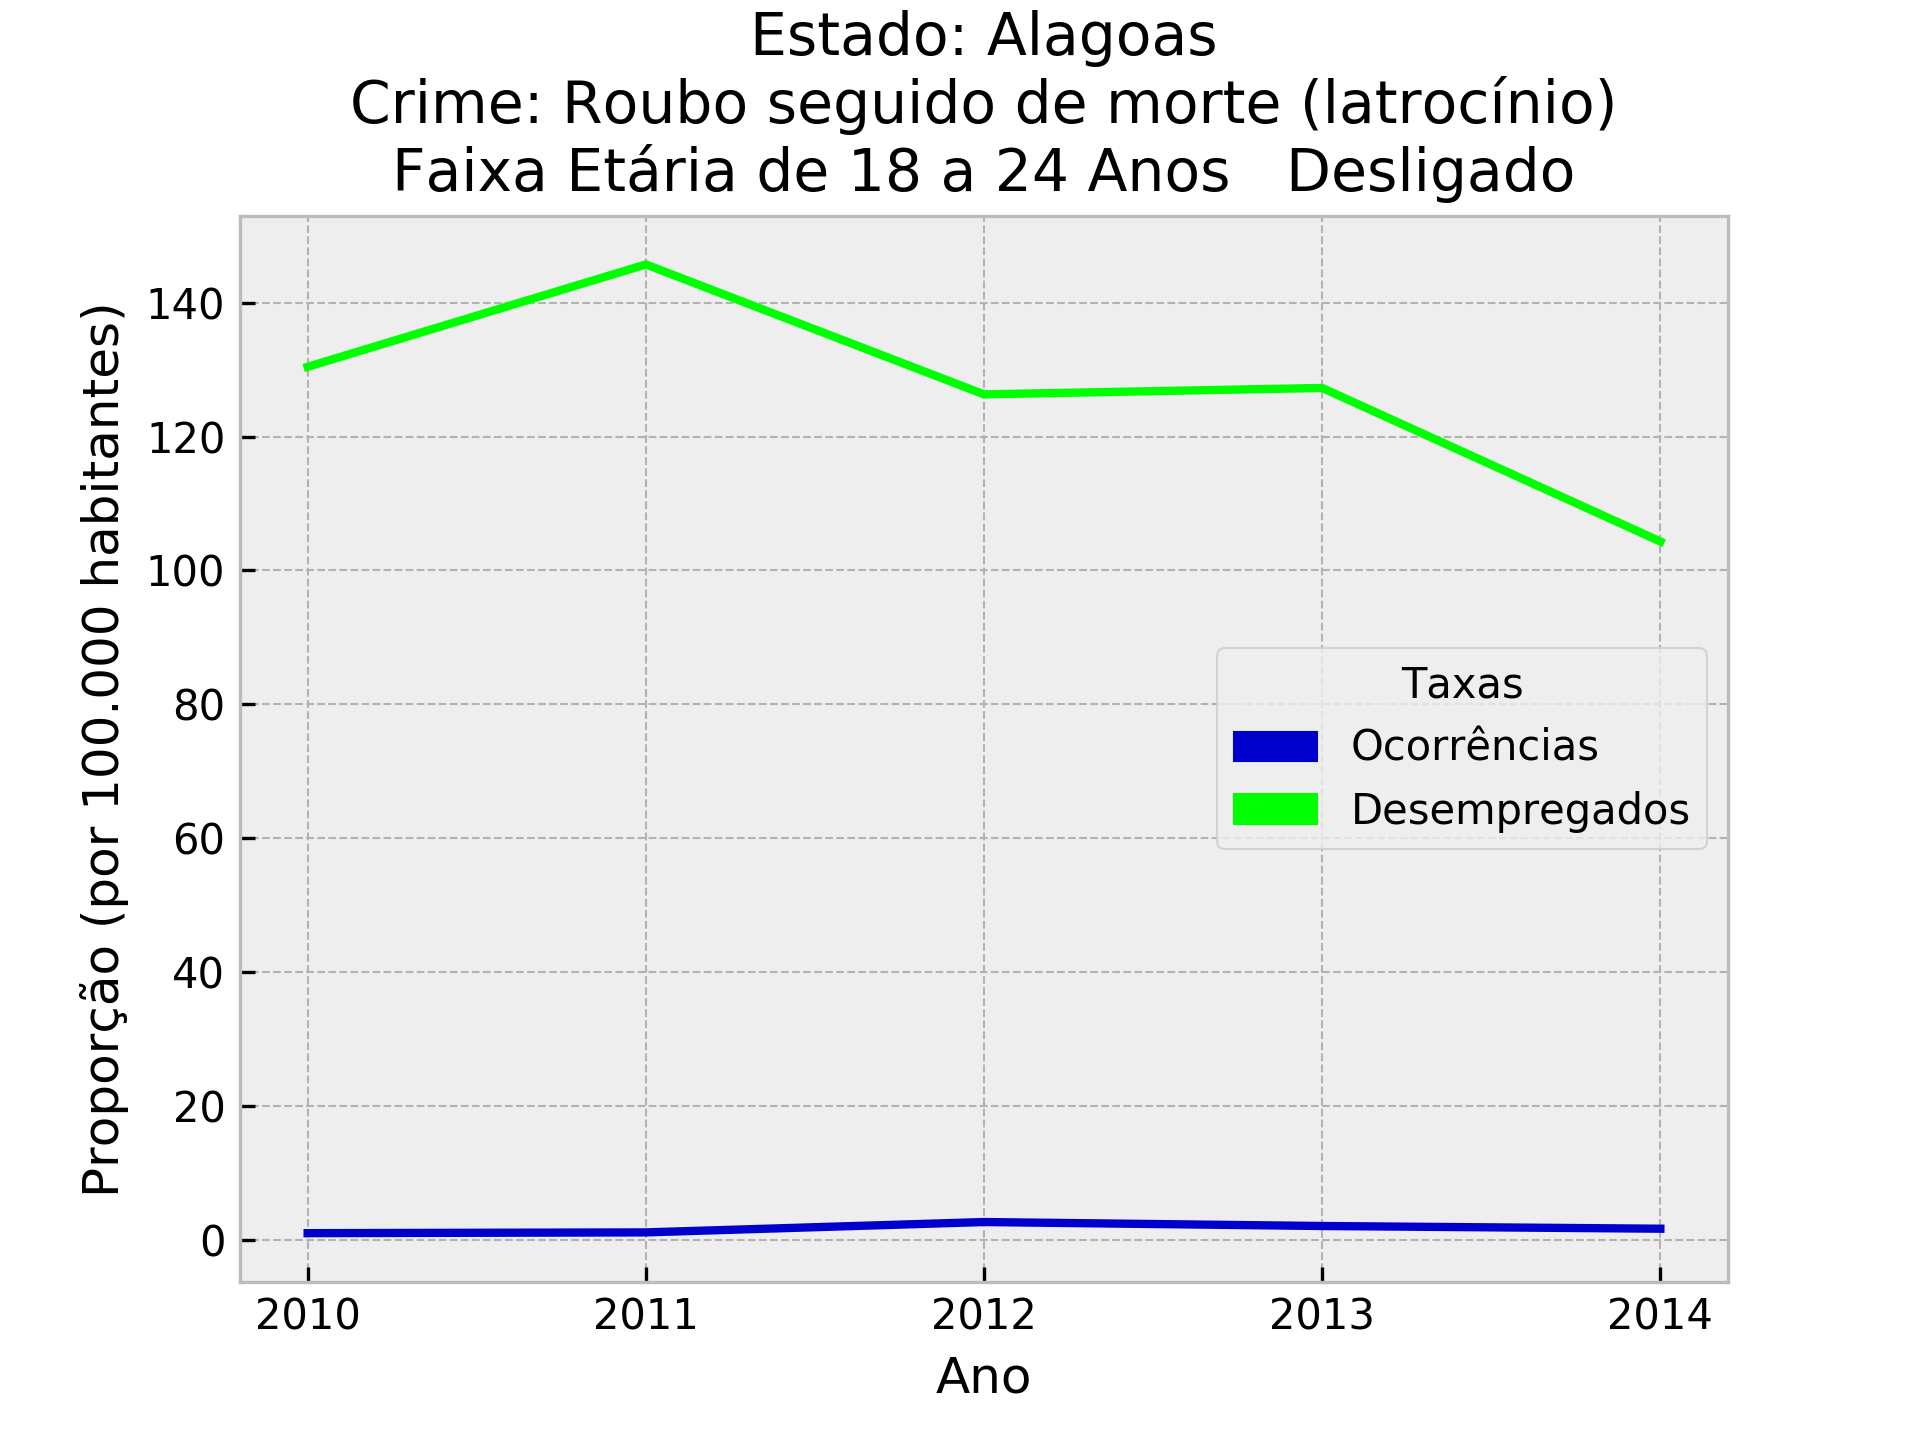 Estado: Alagoas
Crime: Roubo seguido de morte (latrocínio)
Faixa Etária de 18 a 24 Anos   Desligado
Proporção (por 100.000 habitantes)
140
120
100
80
60
40
20
0
Taxas
Ocorrências
Desempregados
2010 2011 2012 2013 2014
Ano